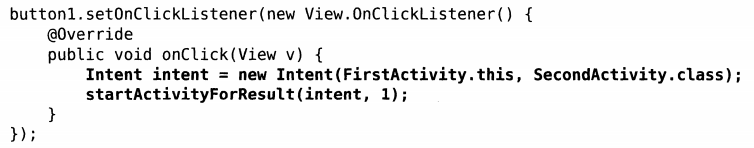 button1.setOnClickListener(new View.OnClickListener() {
    @Override
    public void onClick(View v) {
        Intent intent = new Intent(FirstActivity.this, SecondActivity.class);
        startActivityForResult(intent, 1);
    }
});